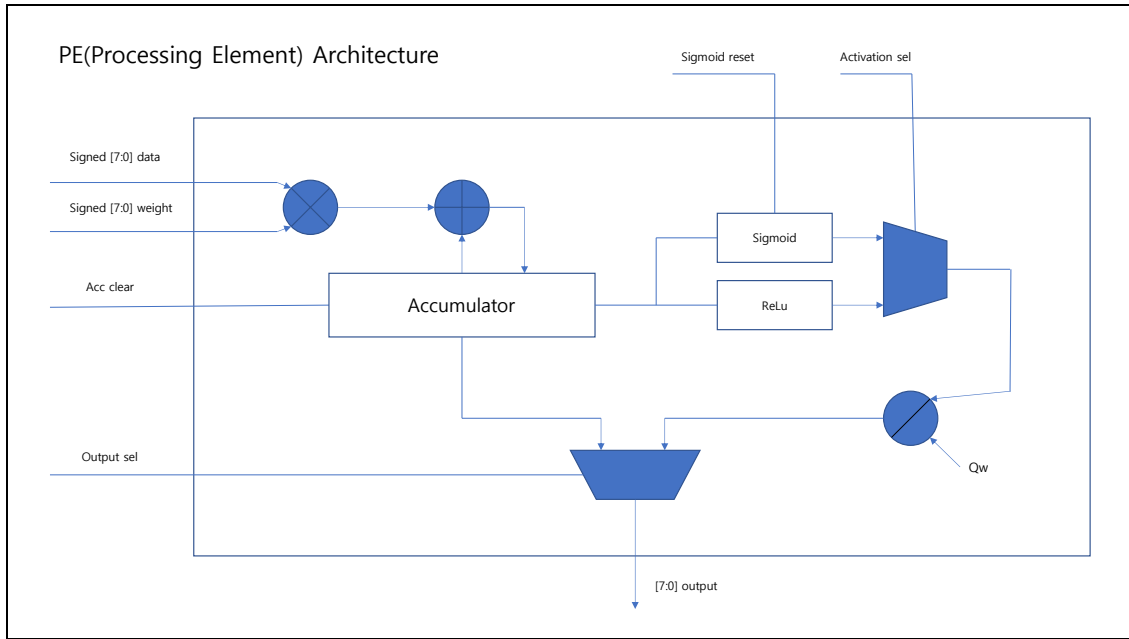 PE(Processing Element) Architecture
Sigmoid reset
Activation sel
Signed [7:0] data
Signed [7:0] weight
Sigmoid
Acc clear
Accumulator
ReLu
Output sel
Qw
[7:0] output